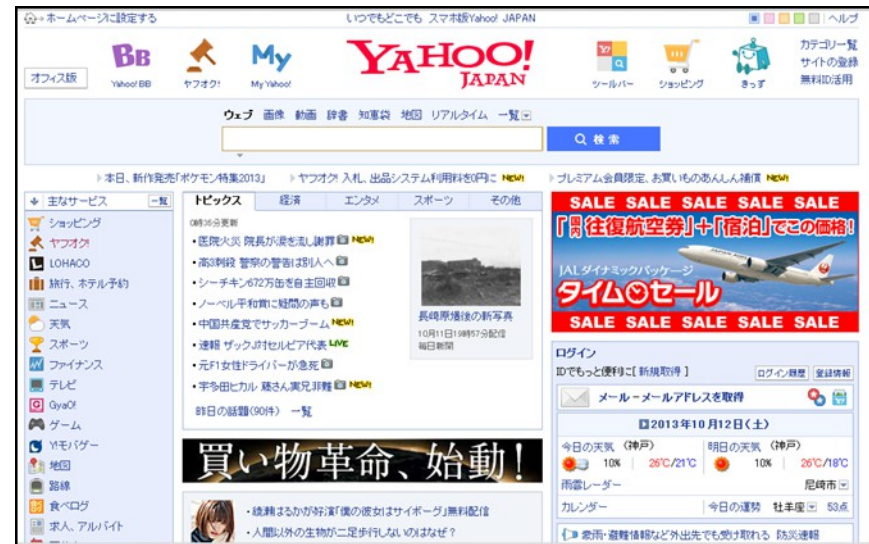 ホームページに設定する
いつでもどこでも スマホ版Yahoo! JAPAN
ヘルプ
オフィス版
BB
Yahoo! BB
ヤフオク!
My
My Yahoo!
YAHOO!
JAPAN
ツールバー
ショッピング
きっず
カテゴリ一覧
サイトの登録
無料ID活用
ウェブ 画像 動画 辞書 知恵袋 地図 リアルタイム 一覧
検索
本日、新作発売「ポケモン特集2013」
ヤフオク! 入札、出品システム利用料を0円に NEW!
プレミアム会員限定、お買いものあんしん補償 NEW!
主なサービス 一覧
ショッピング
ヤフオク!
LOHACO
旅行、ホテル予約
ニュース
天気
スポーツ
ファイナンス
テレビ
GyaO!
ゲーム
Y!モバゲー
地図
路線
食べログ
求人、アルバイト
トピックス 経済 エンタメ スポーツ その他
0時36分更新
・医院火災 院長が涙を流し謝罪 NEW!
・高3刺殺 警察の警告は別人へ
・シーチキン672万缶を自主回収
・ノーベル平和賞に疑問の声も
・中国共産党でサッカーブーム NEW!
・速報 ザックJ対セルビア代表 LIVE
・元F1女性ドライバーが急死
・宇多田ヒカル 藤さん実兄非難 NEW!
昨日の話題(90件) 一覧
長崎原爆後の新写真
10月11日19時57分配信
毎日新聞
買い物革命、始動!
・綾瀬はるかが好演「僕の彼女はサイボーグ」無料配信
・人間以外の生物が二足歩行しないのはなぜ?
SALE SALE SALE SALE SALE
「国内往復航空券」+「宿泊」でこの価格!
JALダイナミックパッケージ
タイムセール
SALE SALE SALE SALE SALE
ログイン
IDでもっと便利に[ 新規取得 ]
ログイン履歴 登録情報
メール - メールアドレスを取得
2013年10月12日(土)
今日の天気 (神戸)
10% 26℃/21℃
明日の天気 (神戸)
10% 26℃/18℃
雨雲レーダー
尼崎市
カレンダー
今日の運勢 牡羊座 53点
豪雨・避難情報など外出先でも受け取れる 防災速報